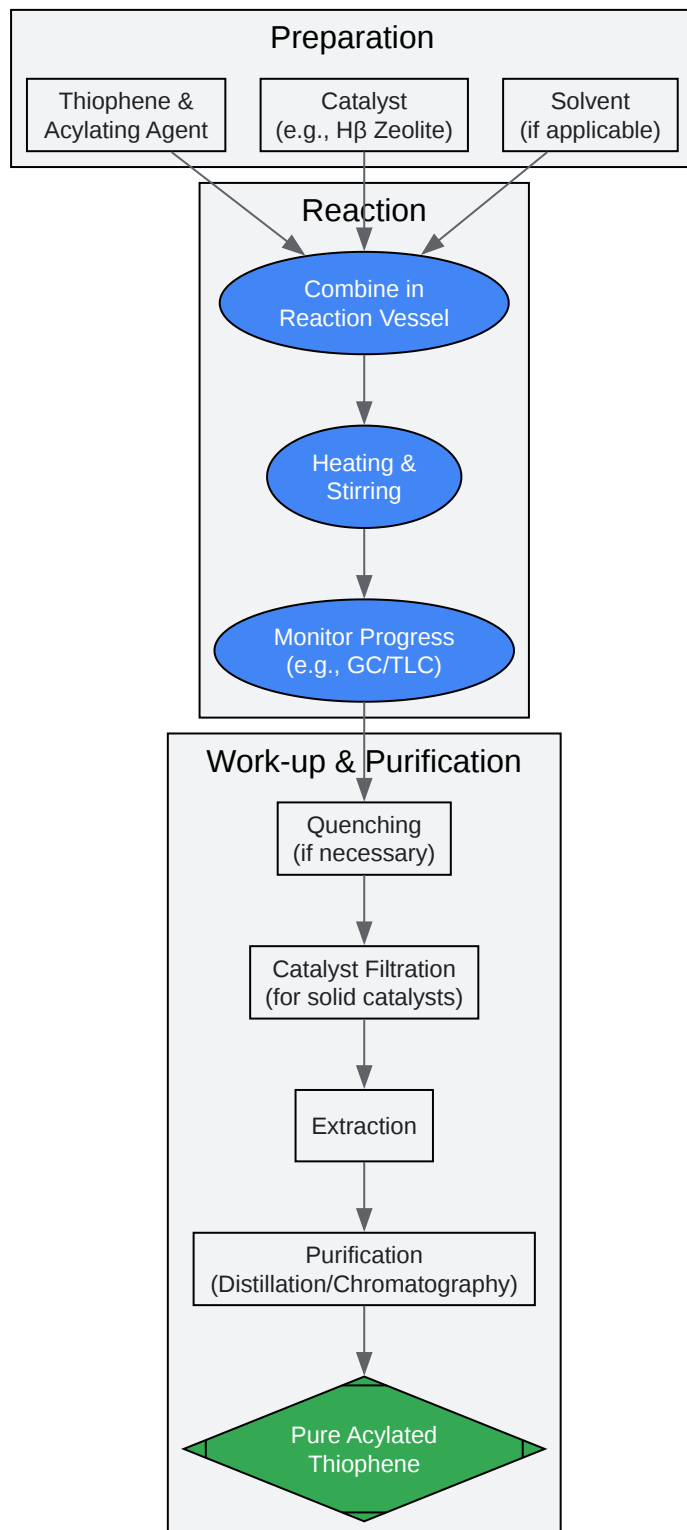 Preparation
Thiophene &
Acylating Agent
Catalyst
(e.g., Hβ Zeolite)
Solvent
(if applicable)
Reaction
Combine in
Reaction Vessel
Heating &
Stirring
Monitor Progress
(e.g., GC/TLC)
Work-up & Purification
Quenching
(if necessary)
Catalyst Filtration
(for solid catalysts)
Extraction
Purification
(Distillation/Chromatography)
Pure Acylated
Thiophene